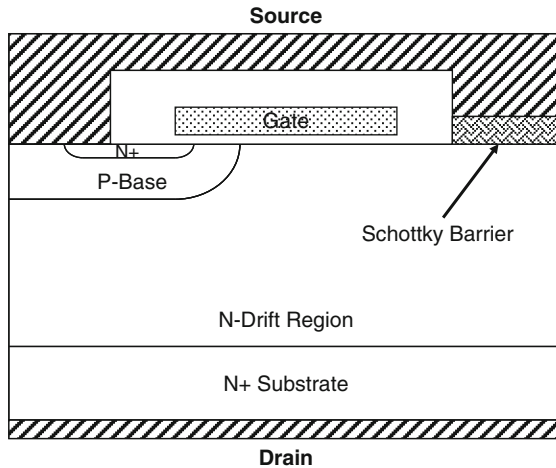 Source
Gate
N+
P-Base
Schottky Barrier
N-Drift Region
N+ Substrate
Drain